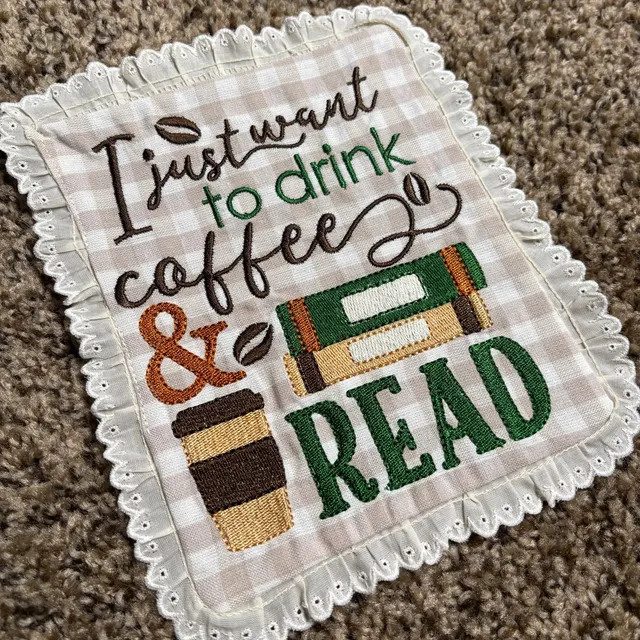 I just want
to drink
coffee
&
READ